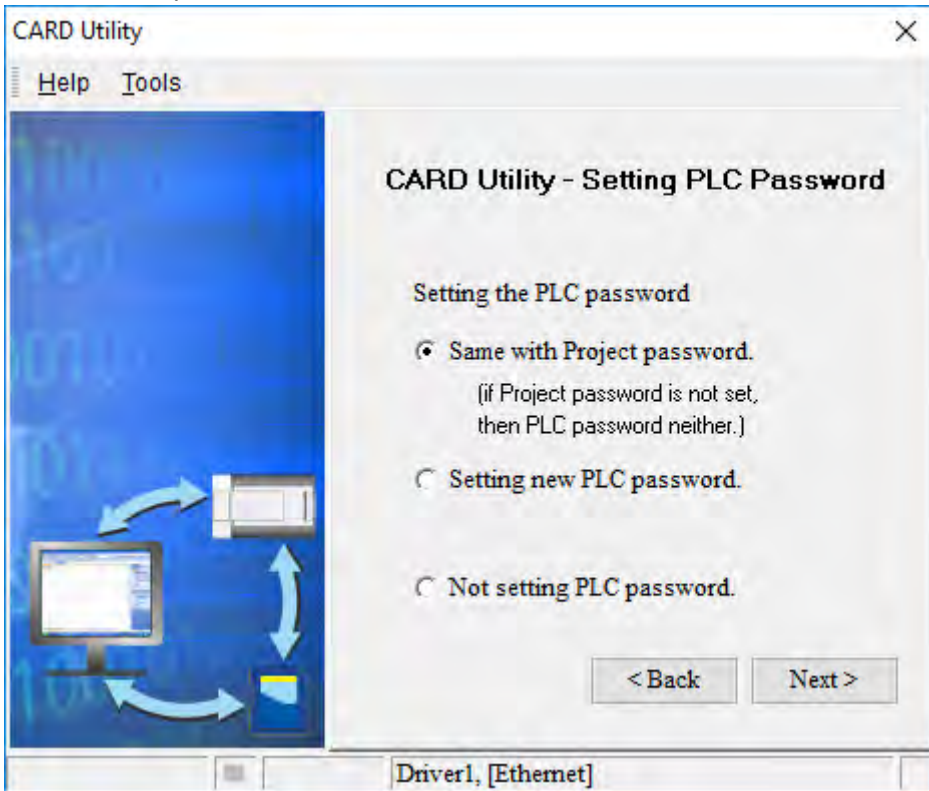 CARD Utility
Help Tools
CARD Utility - Setting PLC Password
Setting the PLC password
Same with Project password.
(if Project password is not set,
then PLC password neither.)
Setting new PLC password.
Not setting PLC password.
< Back Next >
Driver1, [Ethernet]